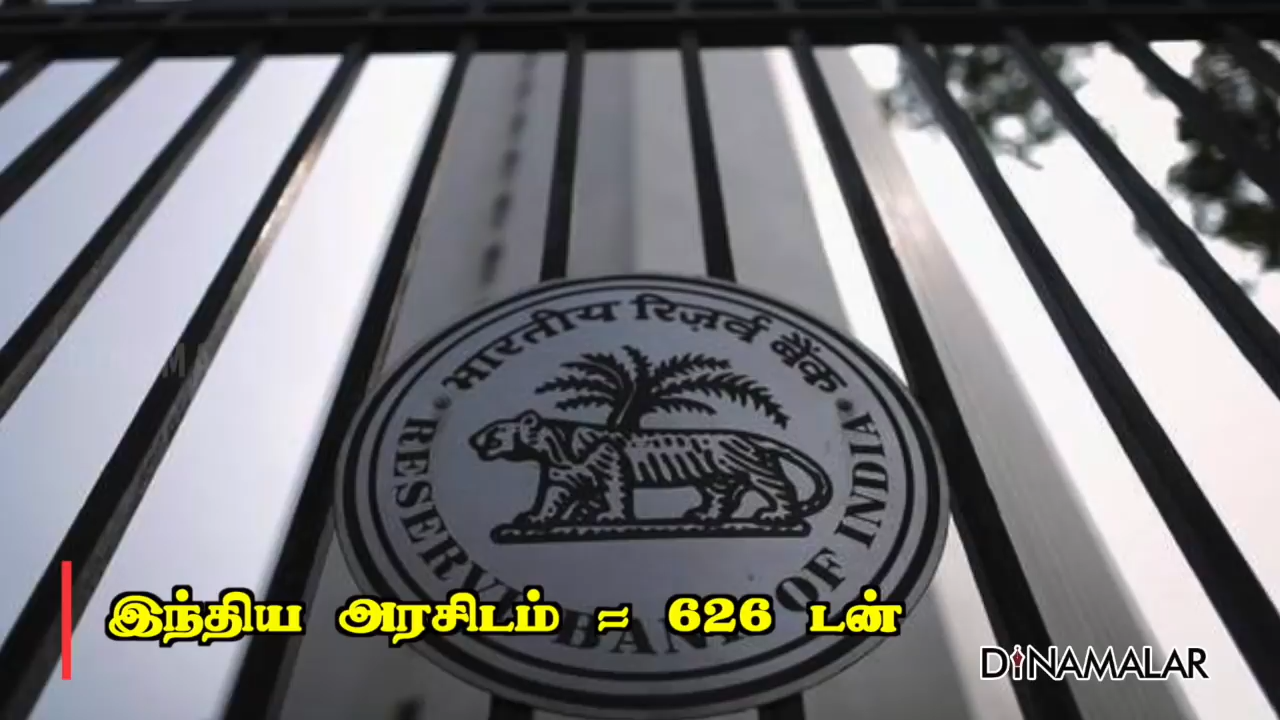 भारतीय रिज़र्व बैंक
RESERVE BANK OF INDIA
இந்திய அரசிடம் = 626 டன்
DINAMALAR